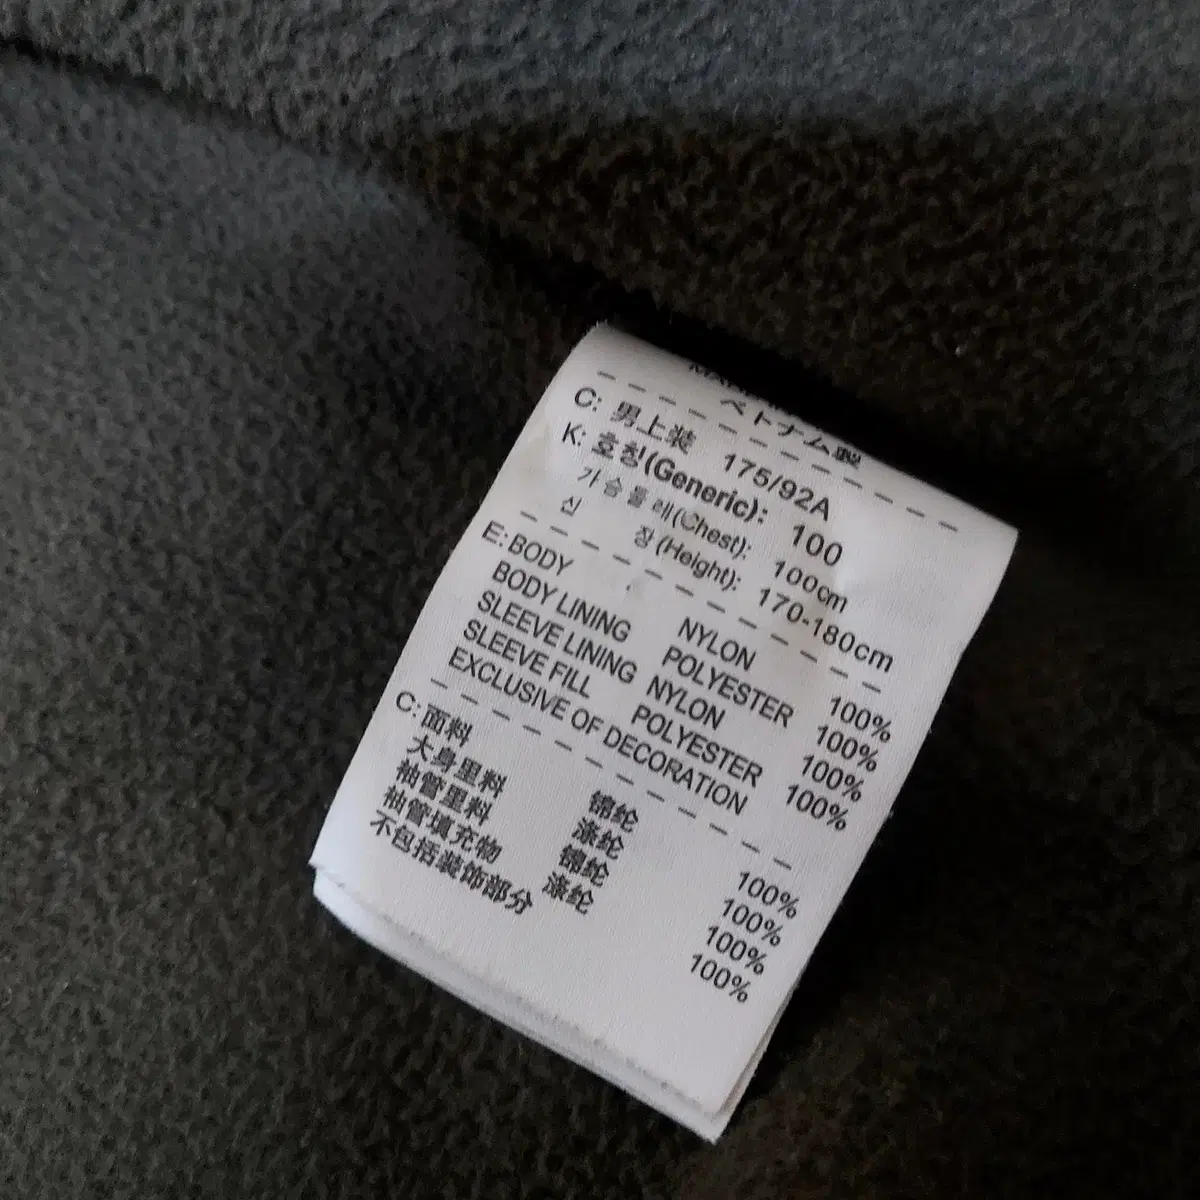 ベトナム製
C: 男上装 175/92A
K: 호칭(Generic): 100
가슴둘레(Chest): 100cm
신 장(Height): 170-180cm
E: BODY NYLON 100%
BODY LINING POLYESTER 100%
SLEEVE LINING NYLON 100%
SLEEVE FILL POLYESTER 100%
EXCLUSIVE OF DECORATION
C: 面料 锦纶 100%
大身里料 涤纶 100%
袖管里料 锦纶 100%
袖管填充物 涤纶 100%
不包括装饰部分